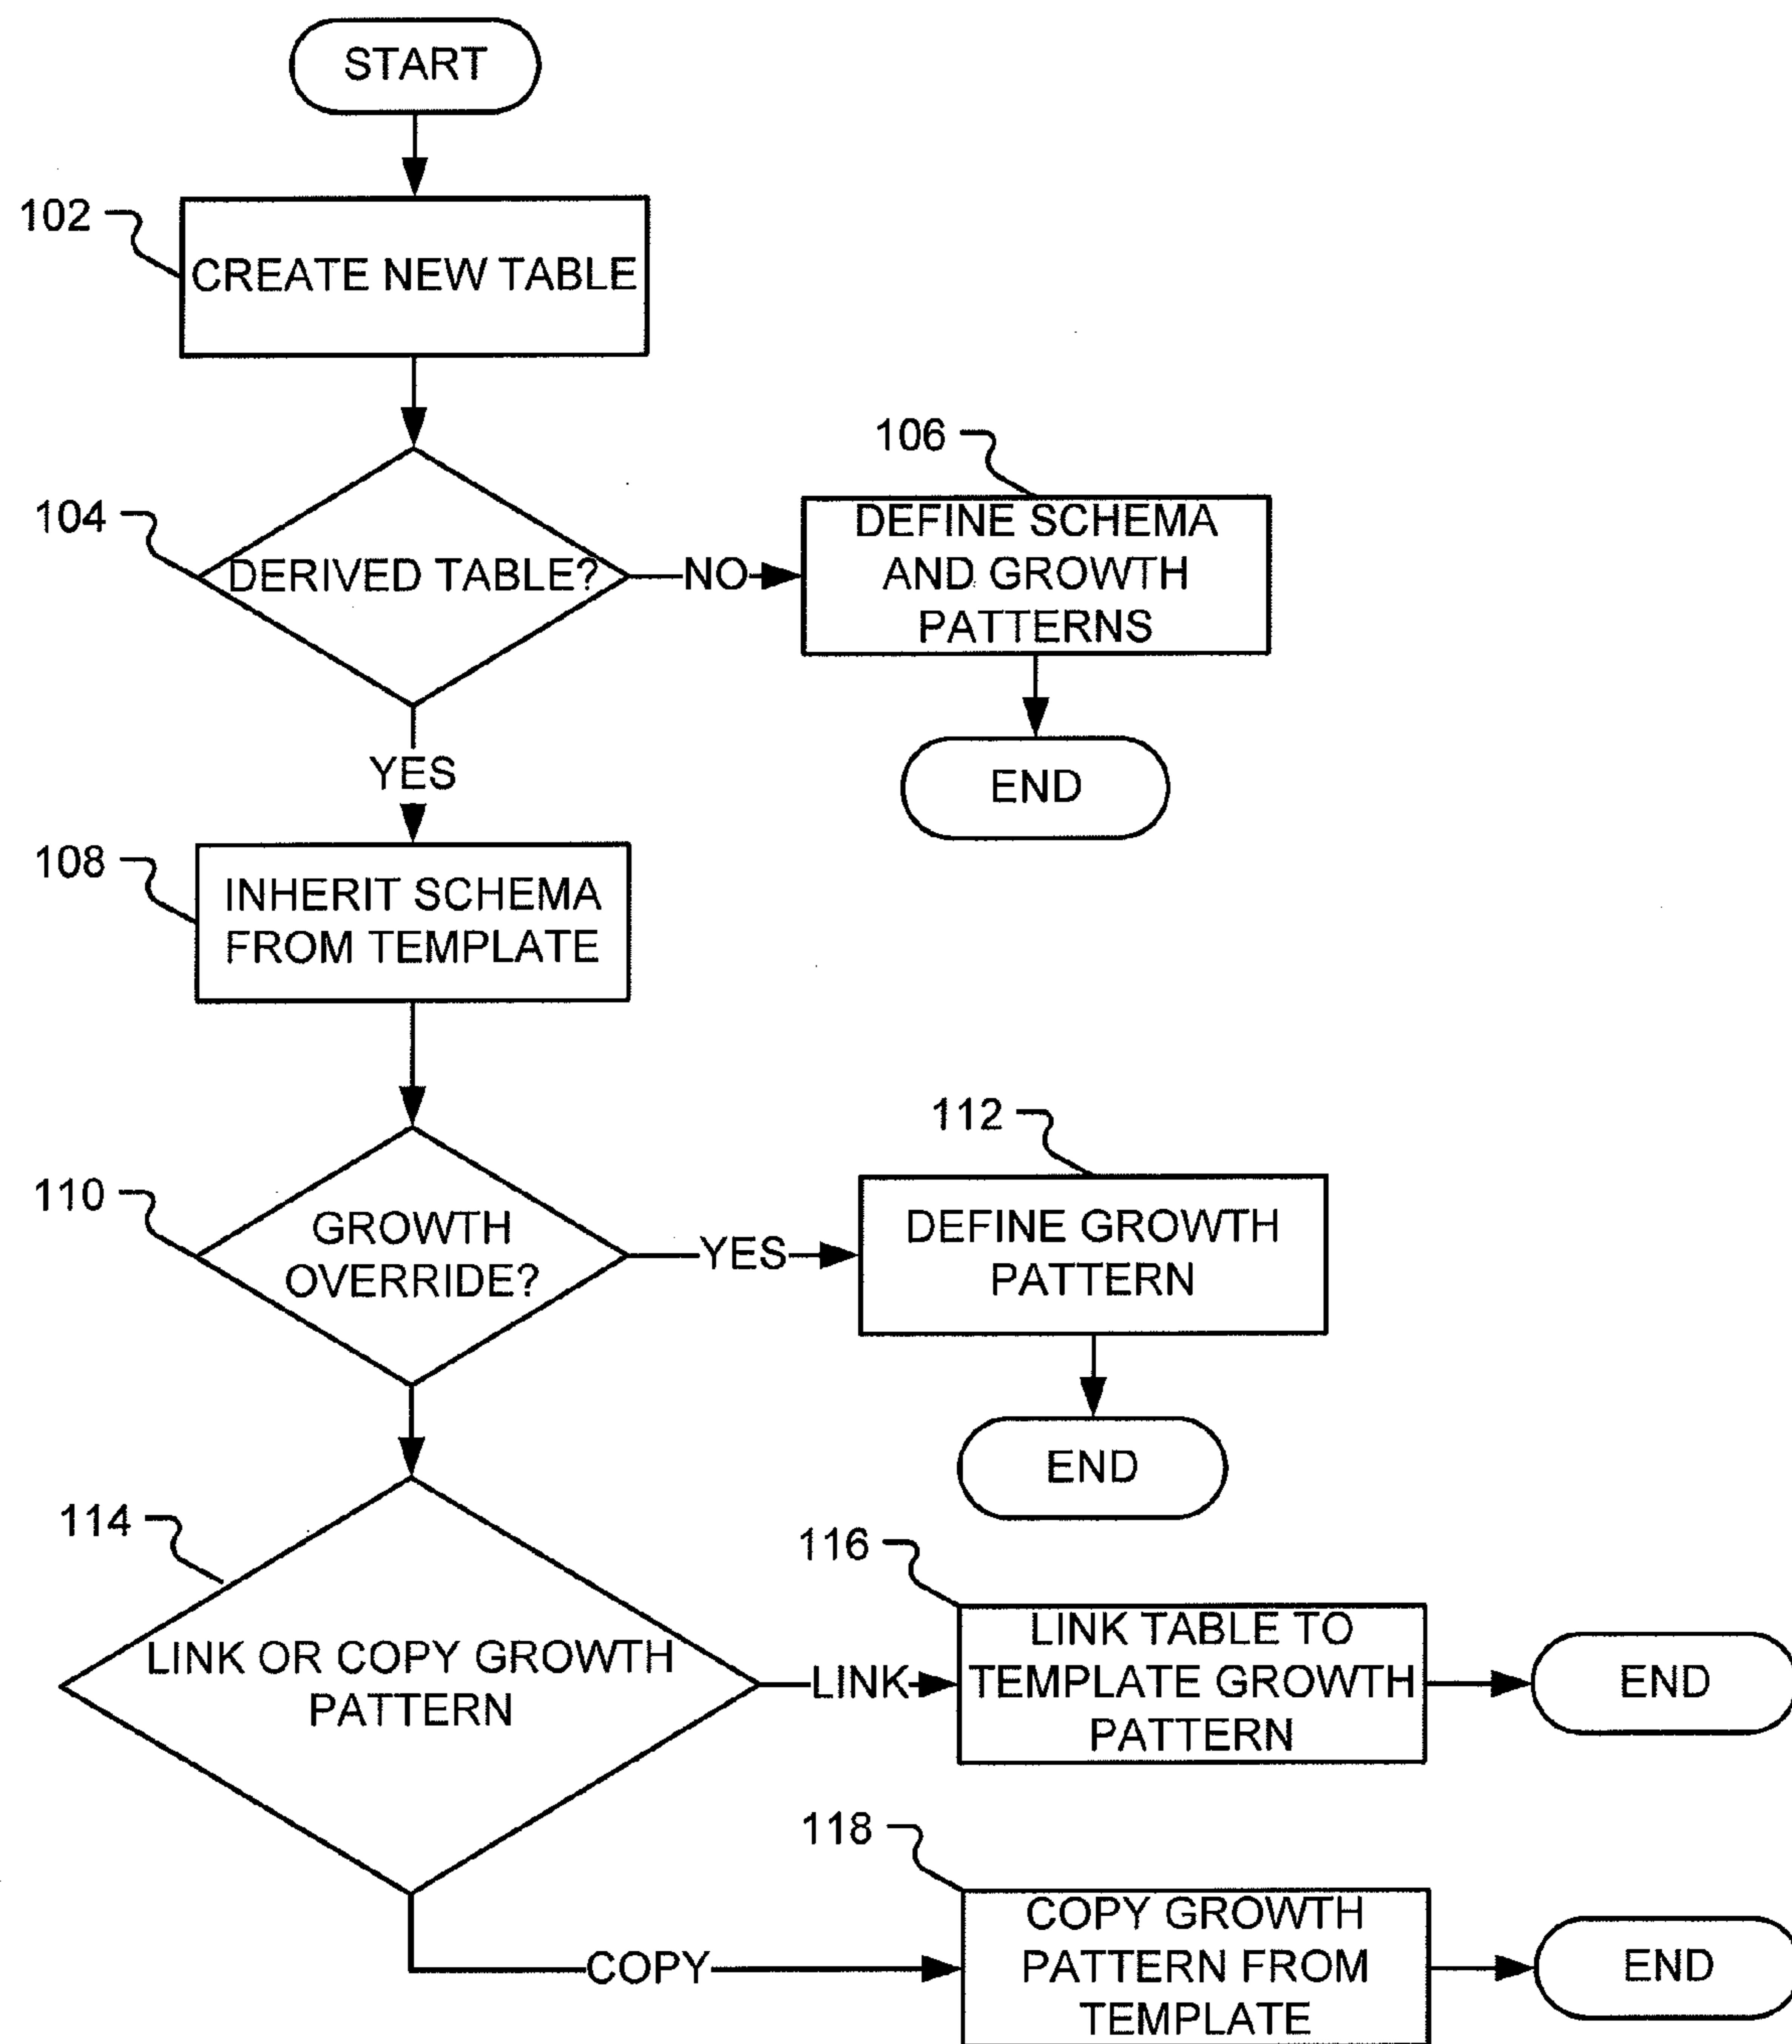 START
102
CREATE NEW TABLE
106
104
DERIVED TABLE?
NO
DEFINE SCHEMA
AND GROWTH
PATTERNS
YES
END
108
INHERIT SCHEMA
FROM TEMPLATE
112
110
GROWTH
OVERRIDE?
YES
DEFINE GROWTH
PATTERN
END
114
LINK OR COPY GROWTH
PATTERN
LINK
116
LINK TABLE TO
TEMPLATE GROWTH
PATTERN
END
COPY
118
COPY GROWTH
PATTERN FROM
TEMPLATE
END